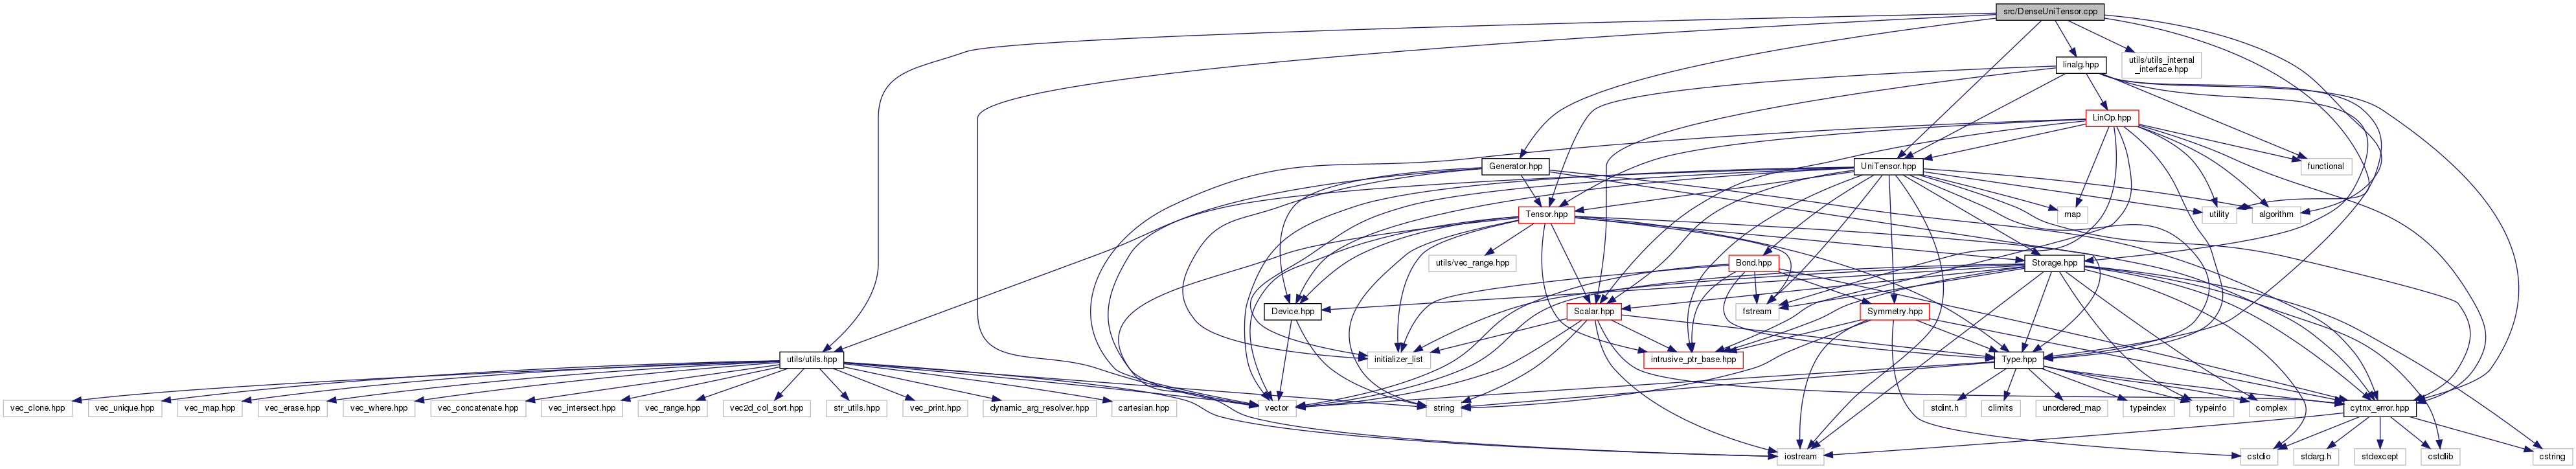 src/DenseUniTensor.cpp
linalg.hpp
utils/utils_internal
_interface.hpp
LinOp.hpp
Generator.hpp
UniTensor.hpp
functional
Tensor.hpp
map
utility
algorithm
utils/vec_range.hpp
Bond.hpp
Storage.hpp
Device.hpp
Scalar.hpp
fstream
Symmetry.hpp
utils/utils.hpp
initializer_list
intrusive_ptr_base.hpp
Type.hpp
vec_clone.hpp
vec_unique.hpp
vec_map.hpp
vec_erase.hpp
vec_where.hpp
vec_concatenate.hpp
vec_intersect.hpp
vec_range.hpp
vec2d_col_sort.hpp
str_utils.hpp
vec_print.hpp
dynamic_arg_resolver.hpp
cartesian.hpp
vector
string
stdint.h
climits
unordered_map
typeindex
typeinfo
complex
cytnx_error.hpp
iostream
cstdio
stdarg.h
stdexcept
cstdlib
cstring